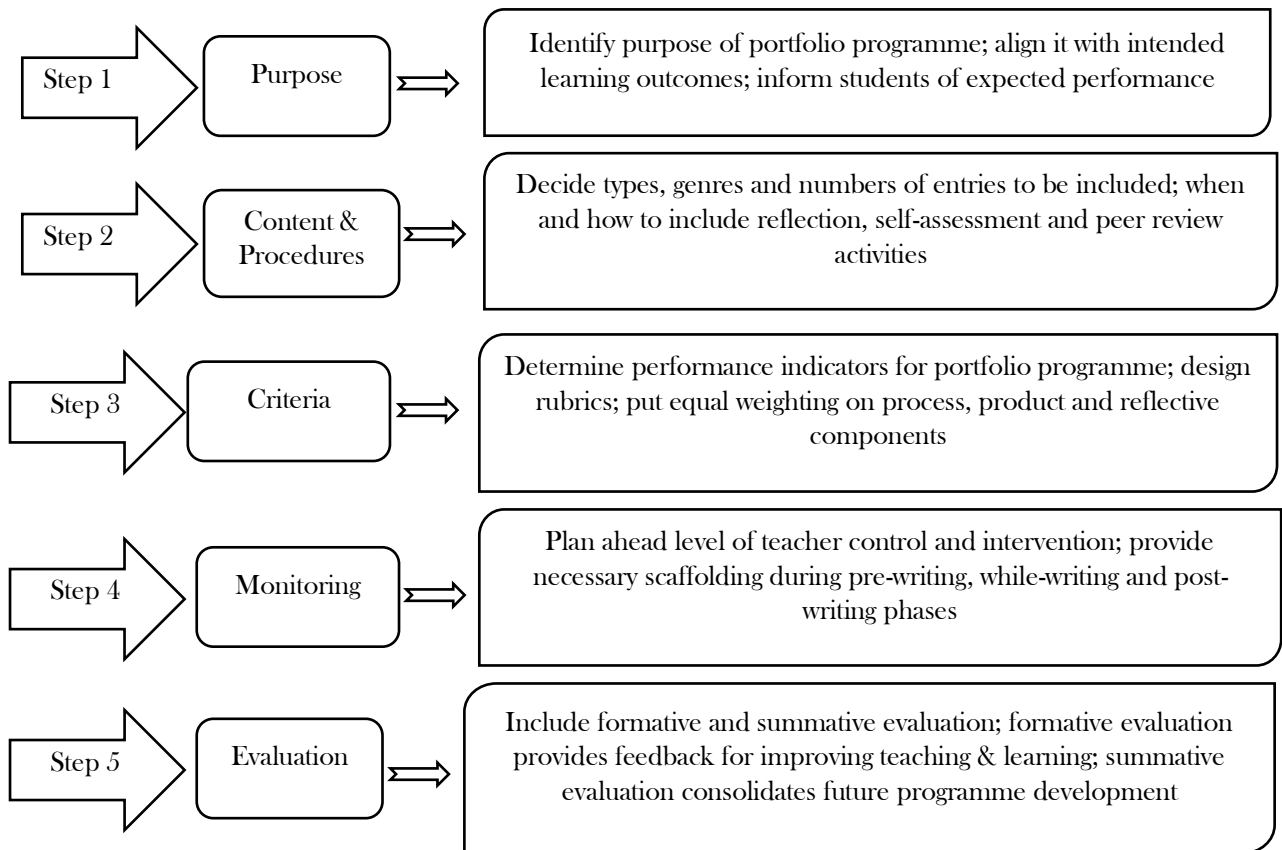 Step 1
Purpose
Identify purpose of portfolio programme; align it with intended
learning outcomes; inform students of expected performance
Step 2
Content &
Procedures
Decide types, genres and numbers of entries to be included; when
and how to include reflection, self-assessment and peer review
activities
Step 3
Criteria
Determine performance indicators for portfolio programme; design
rubrics; put equal weighting on process, product and reflective
components
Step 4
Monitoring
Plan ahead level of teacher control and intervention; provide
necessary scaffolding during pre-writing, while-writing and post-
writing phases
Step 5
Evaluation
Include formative and summative evaluation; formative evaluation
provides feedback for improving teaching & learning; summative
evaluation consolidates future programme development